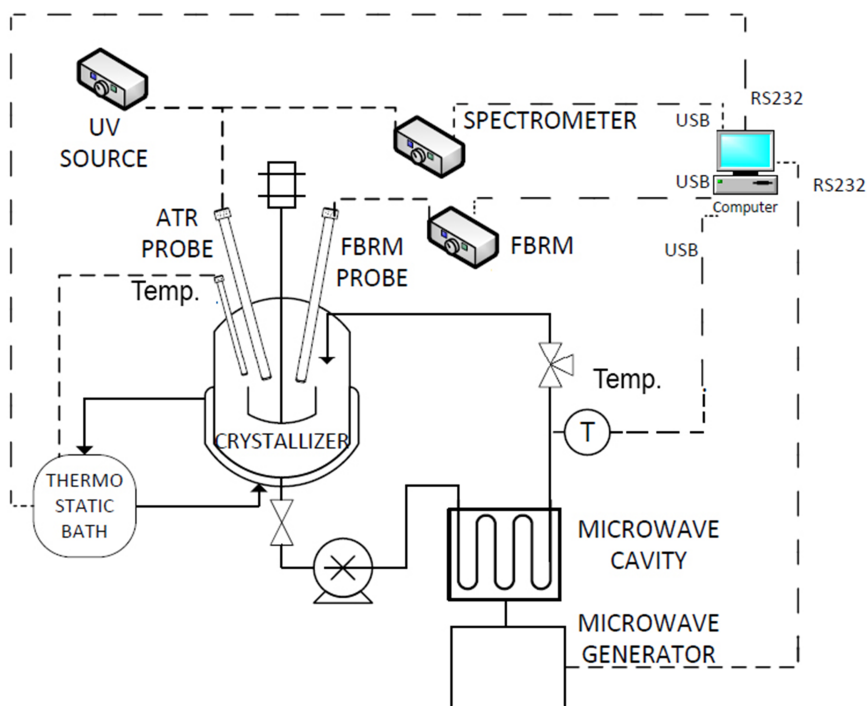 RS232
UV
SOURCE
SPECTROMETER
USB
USB
RS232
Computer
ATR
PROBE
FBRM
PROBE
FBRM
USB
Temp.
Temp.
T
CRYSTALLIZER
THERMO
STATIC
BATH
MICROWAVE
CAVITY
MICROWAVE
GENERATOR